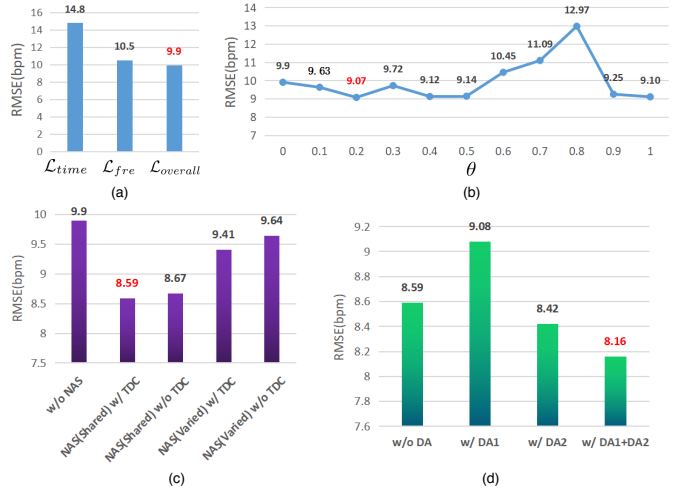 14.8
10.5
9.9
16
14
12
10
8
6
4
2
0
RMSE(bpm)
ℒtime ℒfre ℒoverall
(a)
14
13
12
11
10
9
8
7
RMSE(bpm)
9.9 9. 63 9.07 9.72 9.12 9.14 10.45 11.09 12.97 9.25 9.10
0 0.1 0.2 0.3 0.4 0.5 0.6 0.7 0.8 0.9 1
θ
(b)
10
9.5
9
8.5
8
7.5
RMSE(bpm)
9.9 8.59 8.67 9.41 9.64
w/o NAS
NAS(Shared) w/ TDC
NAS(Shared) w/o TDC
NAS(Varied) w/ TDC
NAS(Varied) w/o TDC
(c)
9.2
9
8.8
8.6
8.4
8.2
8
7.8
7.6
RMSE(bpm)
8.59 9.08 8.42 8.16
w/o DA w/ DA1 w/ DA2 w/ DA1+DA2
(d)